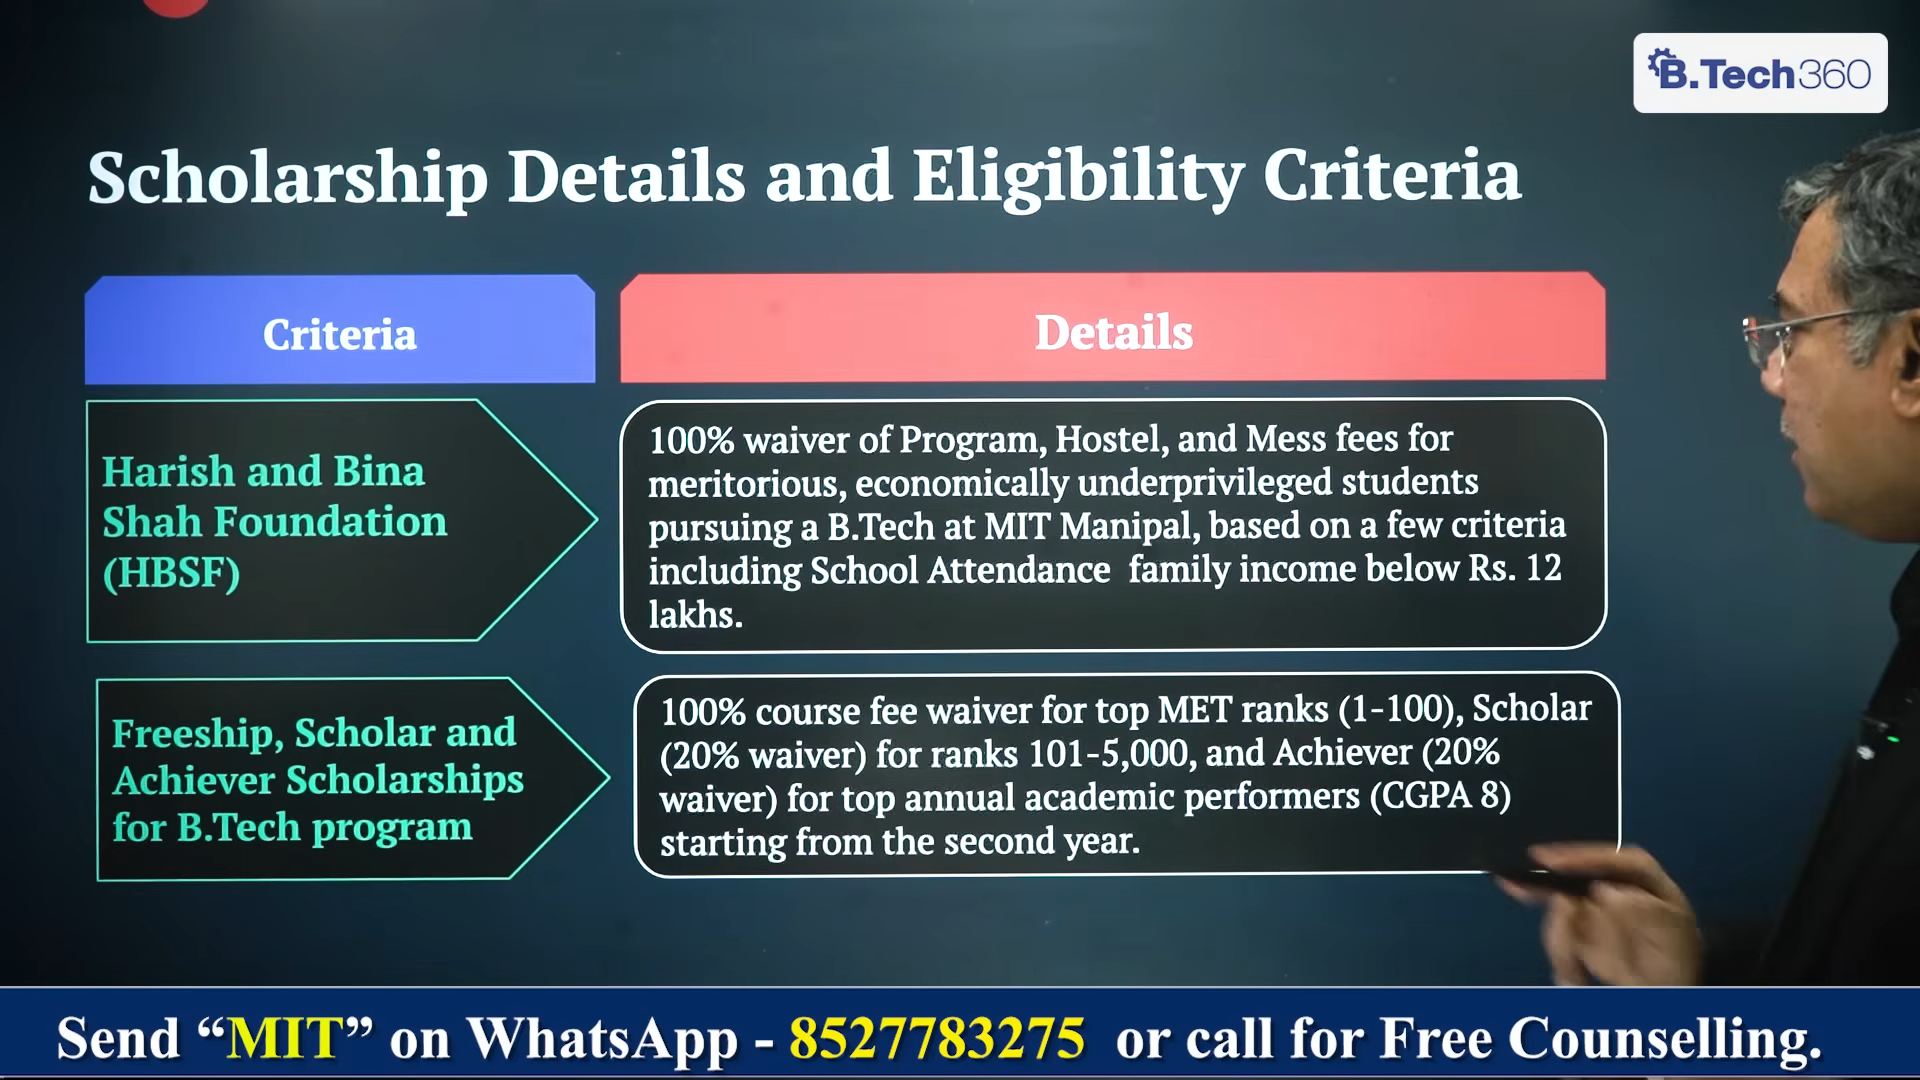 B.Tech360
Scholarship Details and Eligibility Criteria
Criteria
Details
Harish and Bina
Shah Foundation
(HBSF)
100% waiver of Program, Hostel, and Mess fees for
meritorious, economically underprivileged students
pursuing a B.Tech at MIT Manipal, based on a few criteria
including School Attendance family income below Rs. 12
lakhs.
Freeship, Scholar and
Achiever Scholarships
for B.Tech program
100% course fee waiver for top MET ranks (1-100), Scholar
(20% waiver) for ranks 101-5,000, and Achiever (20%
waiver) for top annual academic performers (CGPA 8)
starting from the second year.
Send “MIT” on WhatsApp - 8527783275 or call for Free Counselling.